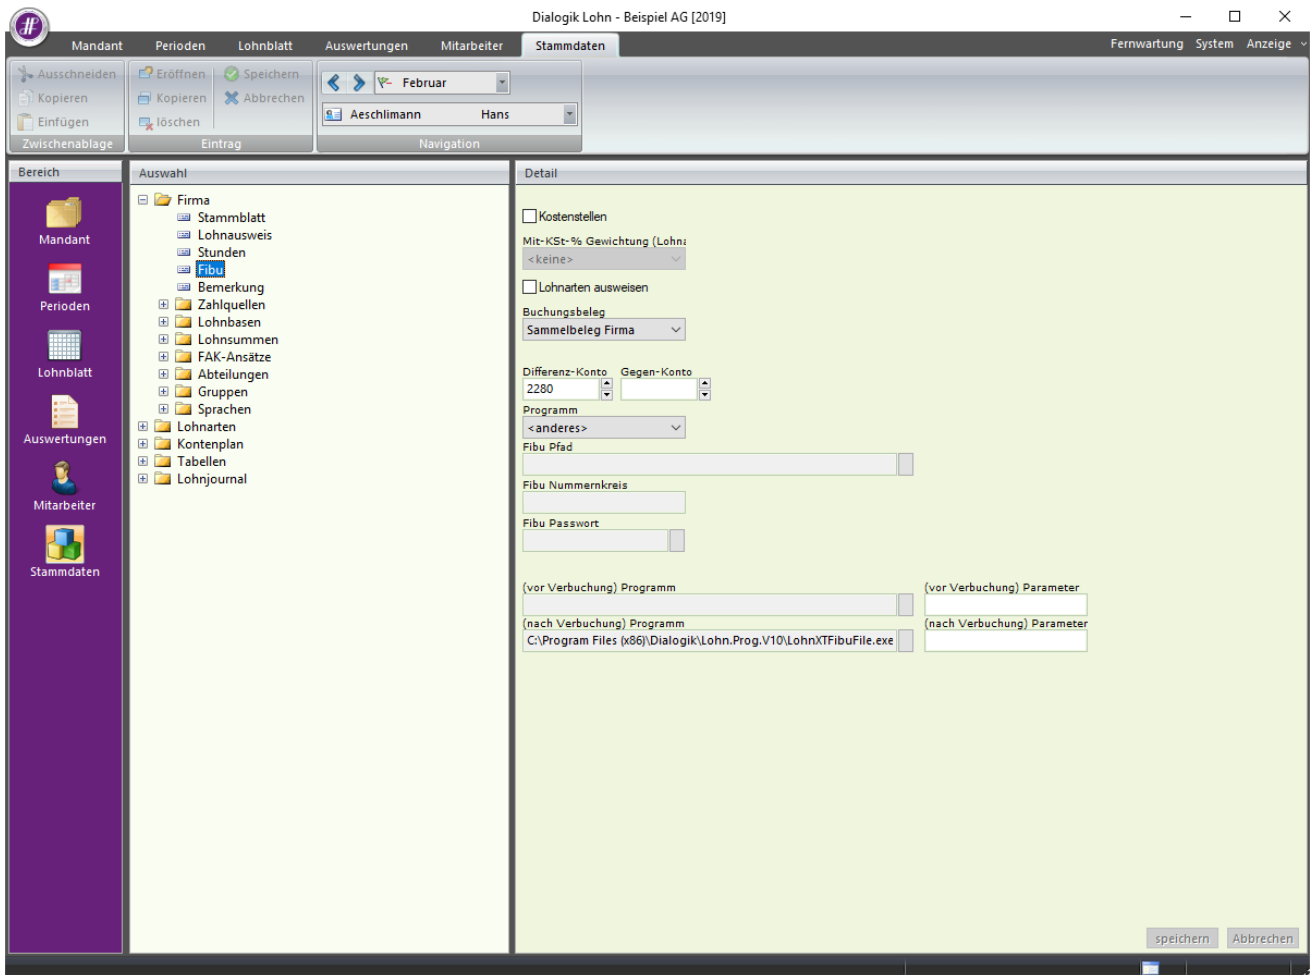 Dialogik Lohn - Beispiel AG [2019]
Mandant Perioden Lohnblatt Auswertungen Mitarbeiter Stammdaten Fernwartung System Anzeige
Ausschneiden Eröffnen Speichern
Kopieren Kopieren Abbrechen
Einfügen löschen
Februar
Aeschlimann Hans
Zwischenablage Eintrag Navigation
Bereich
Mandant
Perioden
Lohnblatt
Auswertungen
Mitarbeiter
Stammdaten
Auswahl
Firma
Stammblatt
Lohnausweis
Stunden
Fibu
Bemerkung
Zahlquellen
Lohnbasen
Lohnsummen
FAK-Ansätze
Abteilungen
Gruppen
Sprachen
Lohnarten
Kontenplan
Tabellen
Lohnjournal
Detail
Kostenstellen
Mit-KSt-% Gewichtung (Lohna
<keine>
Lohnarten ausweisen
Buchungsbeleg
Sammelbeleg Firma
Differenz-Konto Gegen-Konto
2280
Programm
<anderes>
Fibu Pfad
Fibu Nummernkreis
Fibu Passwort
(vor Verbuchung) Programm (vor Verbuchung) Parameter
(nach Verbuchung) Programm (nach Verbuchung) Parameter
C:\Program Files (x86)\Dialogik\Lohn.Prog.V10\LohnXTFibuFile.exe
speichern Abbrechen